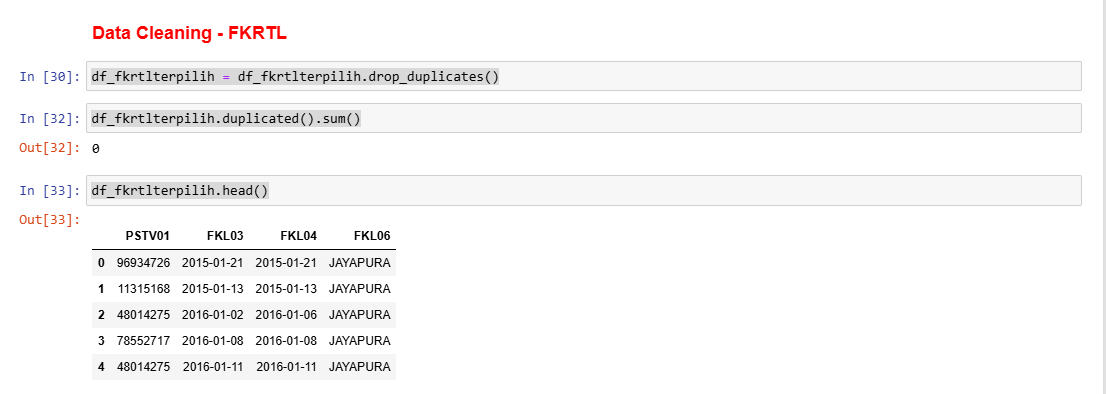 Data Cleaning - FKRTL
In [30]: df_fkrtlterpilih = df_fkrtlterpilih.drop_duplicates()
In [32]: df_fkrtlterpilih.duplicated().sum()
Out[32]: 0
In [33]: df_fkrtlterpilih.head()
Out[33]:
PSTV01 FKL03 FKL04 FKL06
0 96934726 2015-01-21 2015-01-21 JAYAPURA
1 11315168 2015-01-13 2015-01-13 JAYAPURA
2 48014275 2016-01-02 2016-01-06 JAYAPURA
3 78552717 2016-01-08 2016-01-08 JAYAPURA
4 48014275 2016-01-11 2016-01-11 JAYAPURA